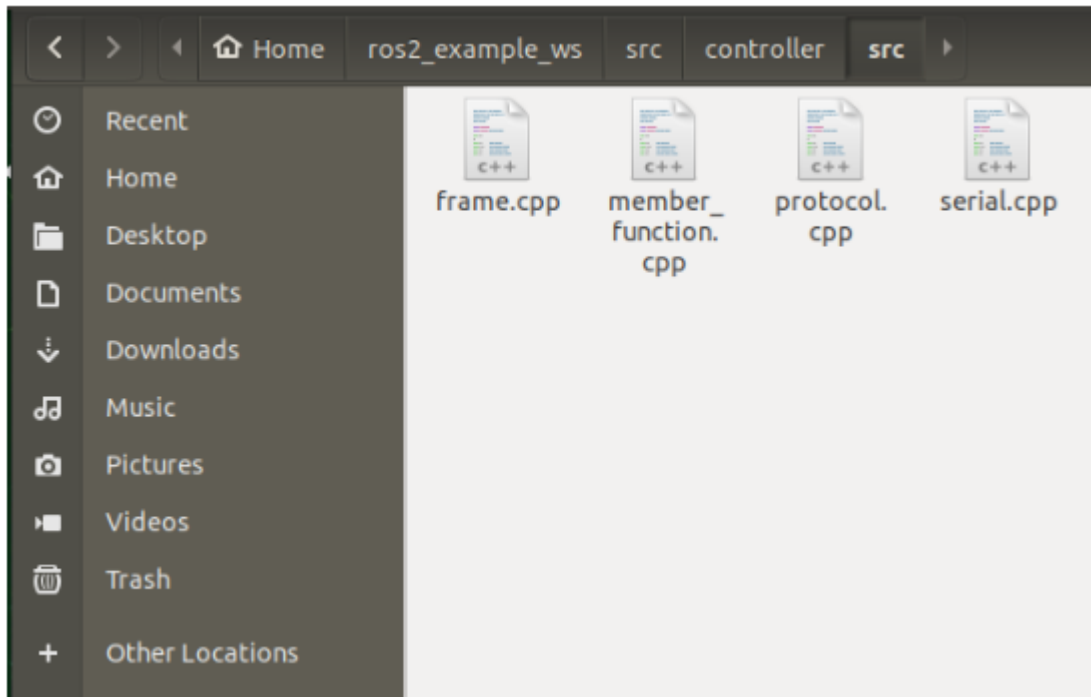 Home ros2_example_ws src controller src
Recent
Home
Desktop
Documents
Downloads
Music
Pictures
Videos
Trash
Other Locations
c++ c++ c++ c++
frame.cpp member_ protocol. serial.cpp
function. cpp
cpp